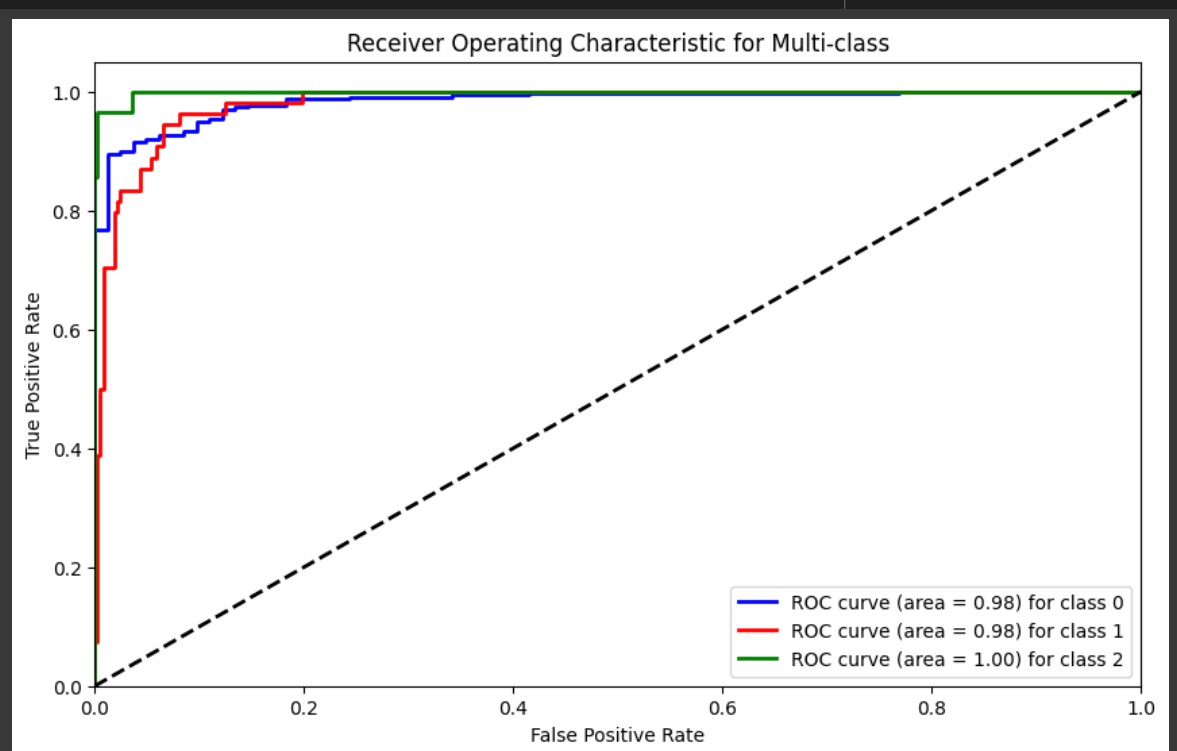 Receiver Operating Characteristic for Multi-class
1.0
0.8
0.6
0.4
0.2
0.0
True Positive Rate
ROC curve (area = 0.98) for class 0
ROC curve (area = 0.98) for class 1
ROC curve (area = 1.00) for class 2
0.0 0.2 0.4 0.6 0.8 1.0
False Positive Rate